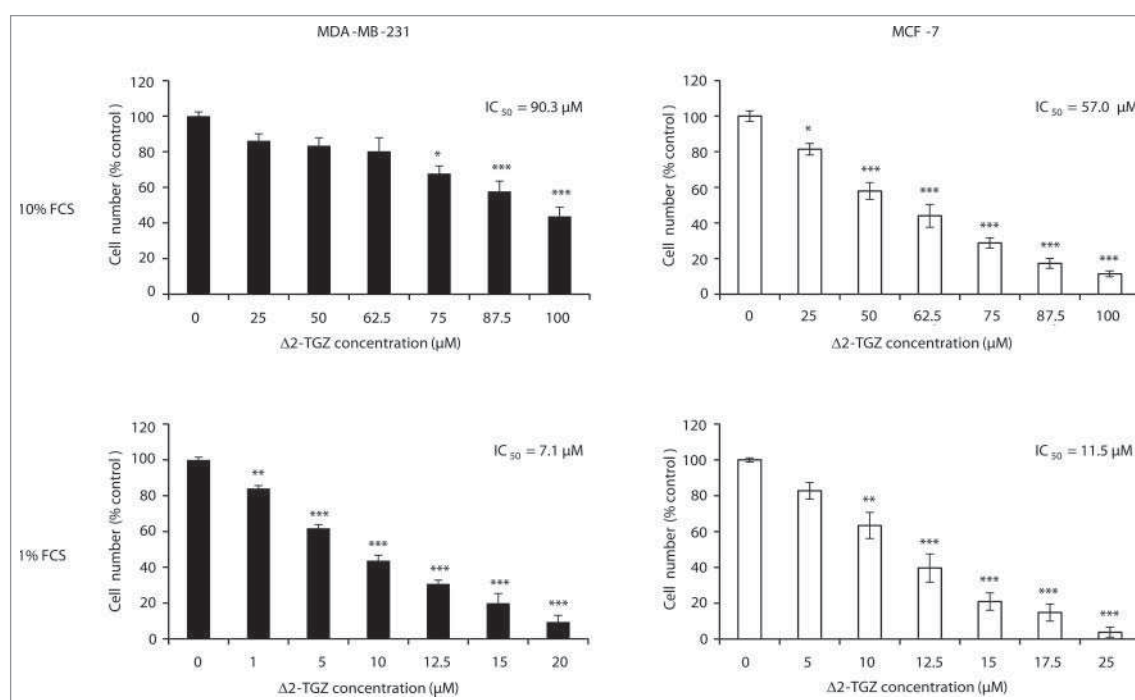 MDA-MB-231
MCF-7
10% FCS
Cell number (% control)
120
100
80
60
40
20
0
IC50 = 90.3 µM
*
***
***
0 25 50 62.5 75 87.5 100
Δ2-TGZ concentration (µM)
Cell number (% control)
120
100
80
60
40
20
0
IC50 = 57.0 µM
*
***
***
***
***
***
0 25 50 62.5 75 87.5 100
Δ2-TGZ concentration (µM)
1% FCS
Cell number (% control)
120
100
80
60
40
20
0
IC50 = 7.1 µM
**
***
***
***
***
***
0 1 5 10 12.5 15 20
Δ2-TGZ concentration (µM)
Cell number (% control)
120
100
80
60
40
20
0
IC50 = 11.5 µM
**
***
***
***
***
0 5 10 12.5 15 17.5 25
Δ2-TGZ concentration (µM)